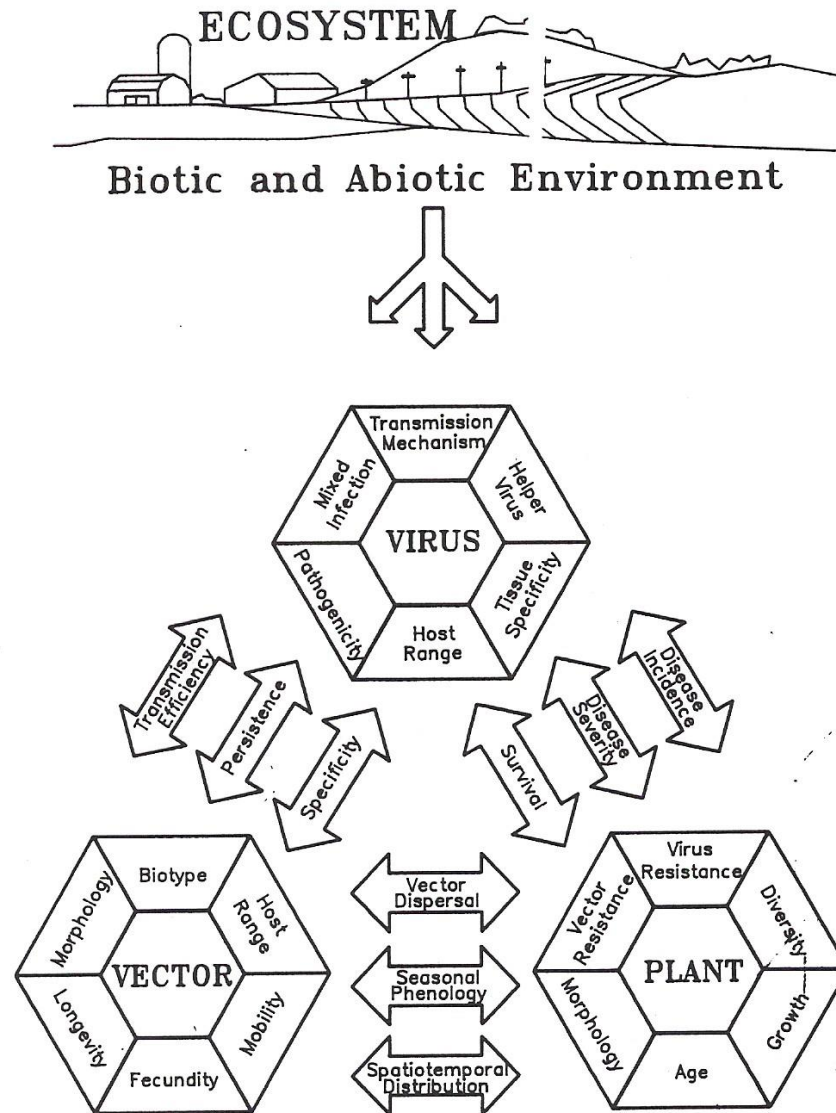 ECOSYSTEM
Biotic and Abiotic Environment
Transmission
Mechanism
Mixed
Infection
Helper
Virus
VIRUS
Pathogenicity
Tissue
Specificity
Host
Range
Transmission
Efficiency
Persistence
Specificity
Survival
Disease
Severity
Disease
Incidence
Biotype
Morphology
Host
Range
VECTOR
Longevity
Mobility
Fecundity
Vector
Dispersal
Seasonal
Phenology
Spatiotemporal
Distribution
Virus
Resistance
Vector
Resistance
Diversity
PLANT
Morphology
Growth
Age